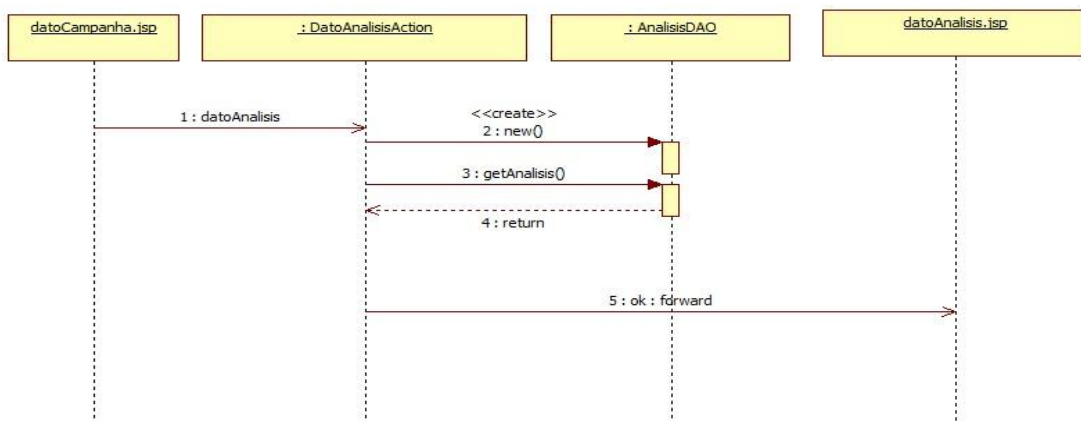 datoCampanha.jsp
: DatoAnalisisAction
: AnalisisDAO
datoAnalisis.jsp
1 : datoAnalisis
<<create>>
2 : new()
3 : getAnalisis()
4 : return
5 : ok : forward